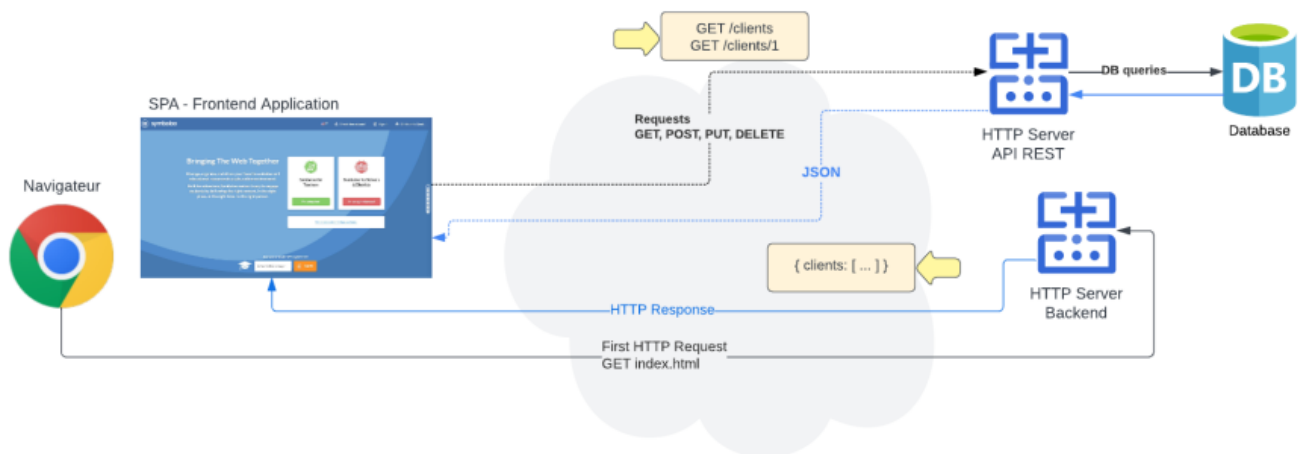 GET /clients
GET /clients/1
DB queries
DB
Database
SPA - Frontend Application
Requests
GET, POST, PUT, DELETE
HTTP Server
API REST
JSON
Navigateur
Bringing The Web Together
{ clients: [ ... ] }
HTTP Server
Backend
HTTP Response
First HTTP Request
GET index.html